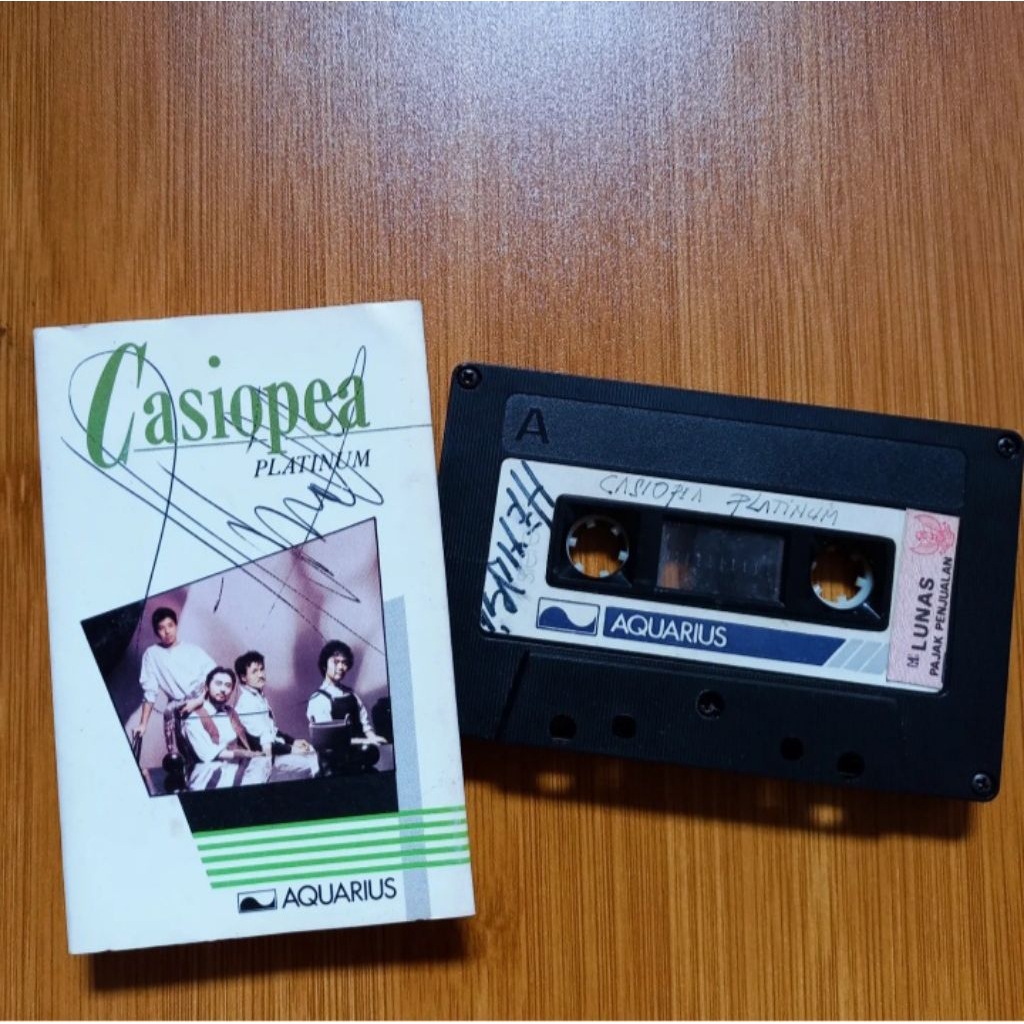 Casiopea
PLATINUM
AQUARIUS
A
CASIOPEA PLATINUM
AQUARIUS
LUNAS
PAJAK PENJUALAN